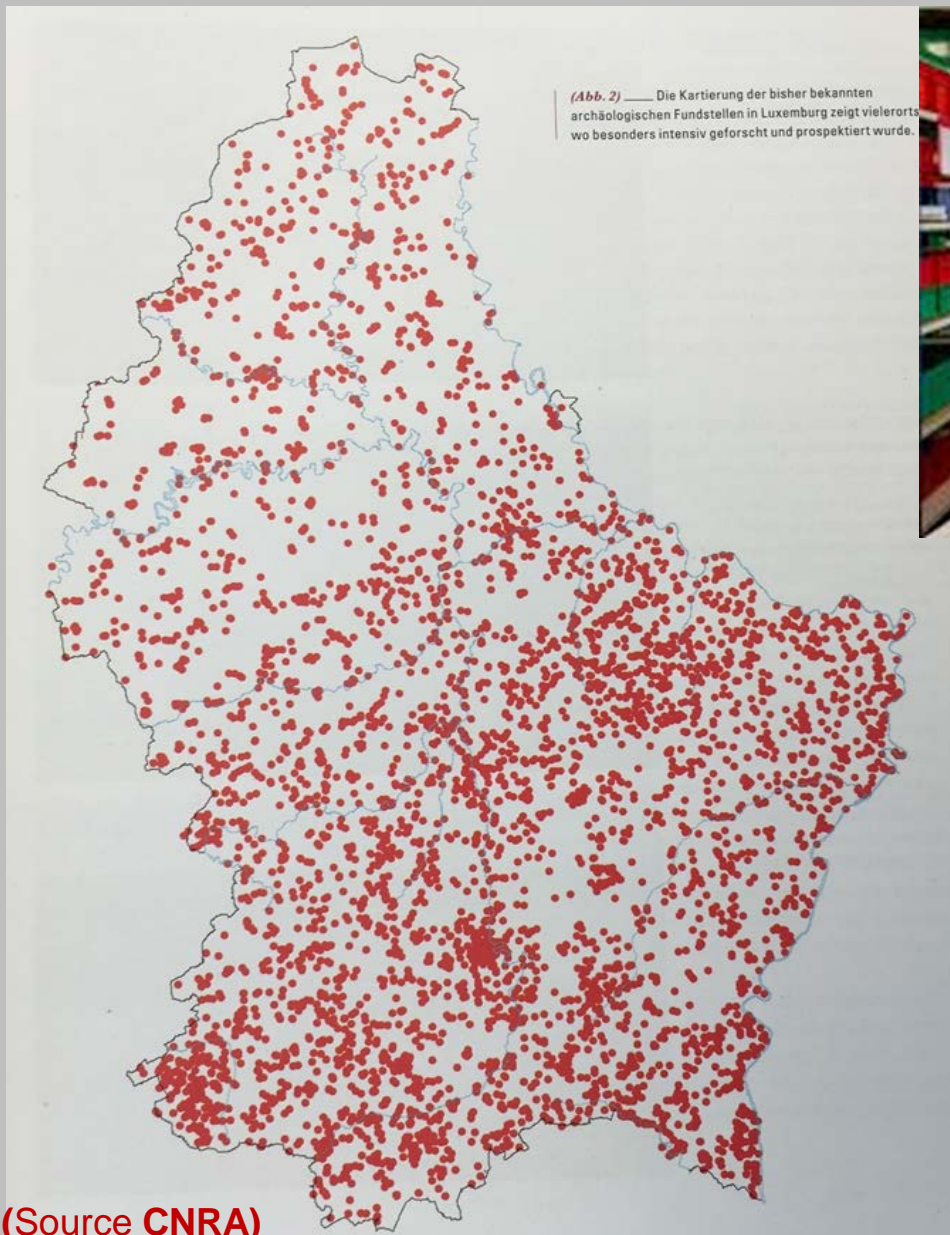 (Abb. 2) ___ Die Kartierung der bisher bekannten
archäologischen Fundstellen in Luxemburg zeigt vielerorts
wo besonders intensiv geforscht und prospektiert wurde.
(Source CNRA)